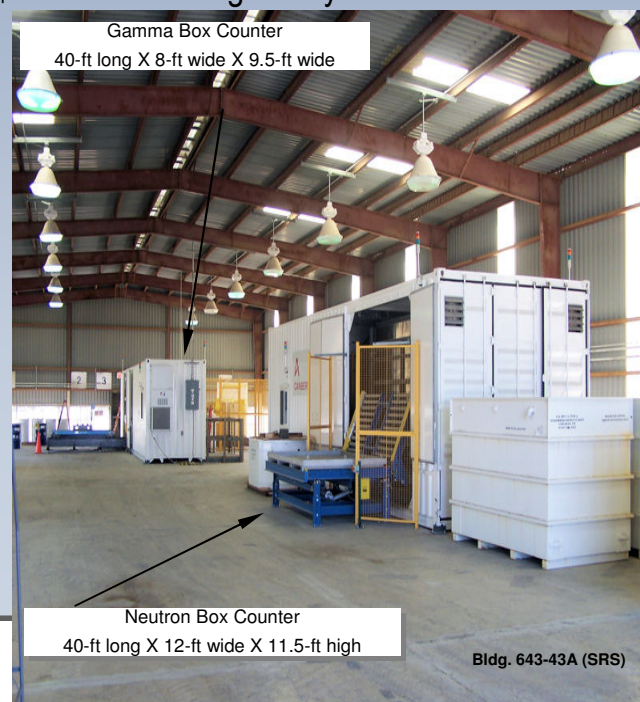 Gamma Box Counter
40-ft long X 8-ft wide X 9.5-ft wide
2 3
CANBER
Neutron Box Counter
40-ft long X 12-ft wide X 11.5-ft high
Bldg. 643-43A (SRS)